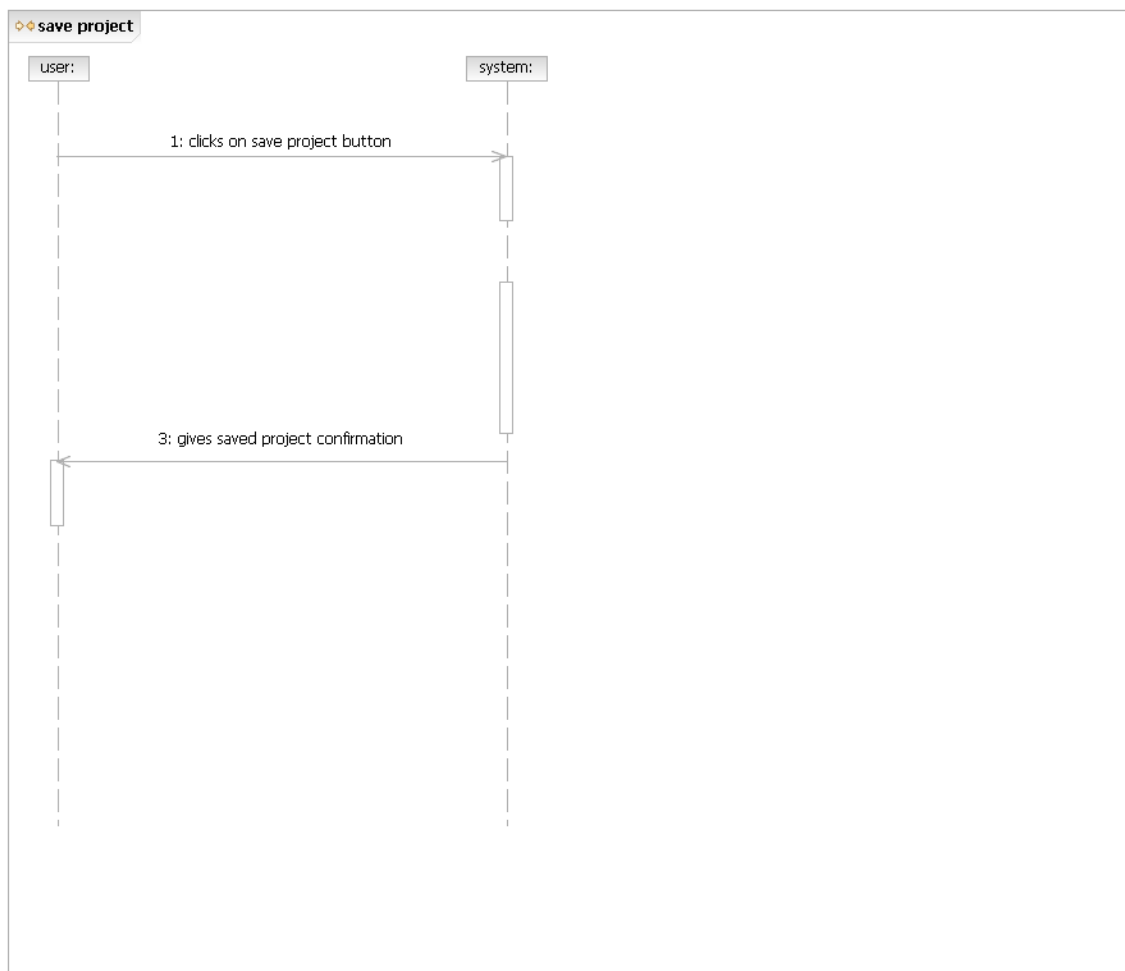 save project
user:
system:
1: clicks on save project button
3: gives saved project confirmation